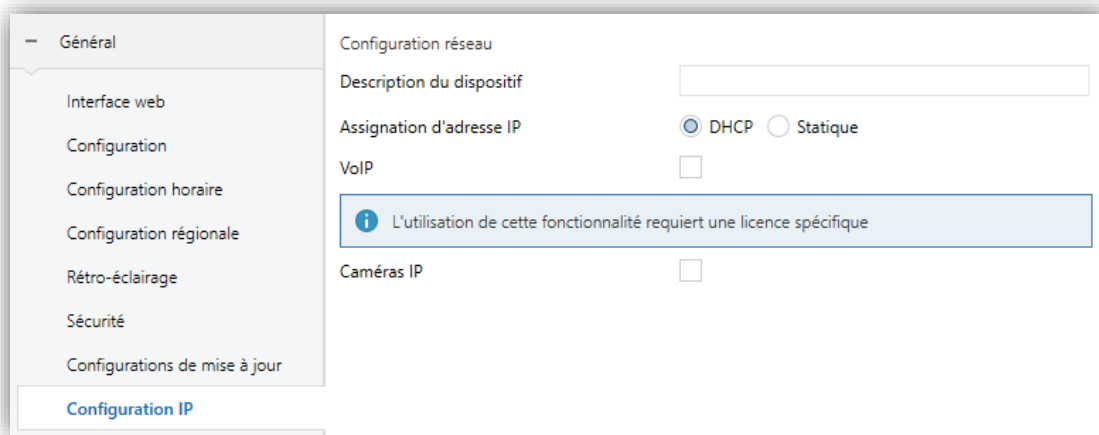 Général
Interface web
Configuration
Configuration horaire
Configuration régionale
Rétro-éclairage
Sécurité
Configurations de mise à jour
Configuration IP
Configuration réseau
Description du dispositif
Assignation d'adresse IP DHCP Statique
VoIP
L'utilisation de cette fonctionnalité requiert une licence spécifique
Caméras IP